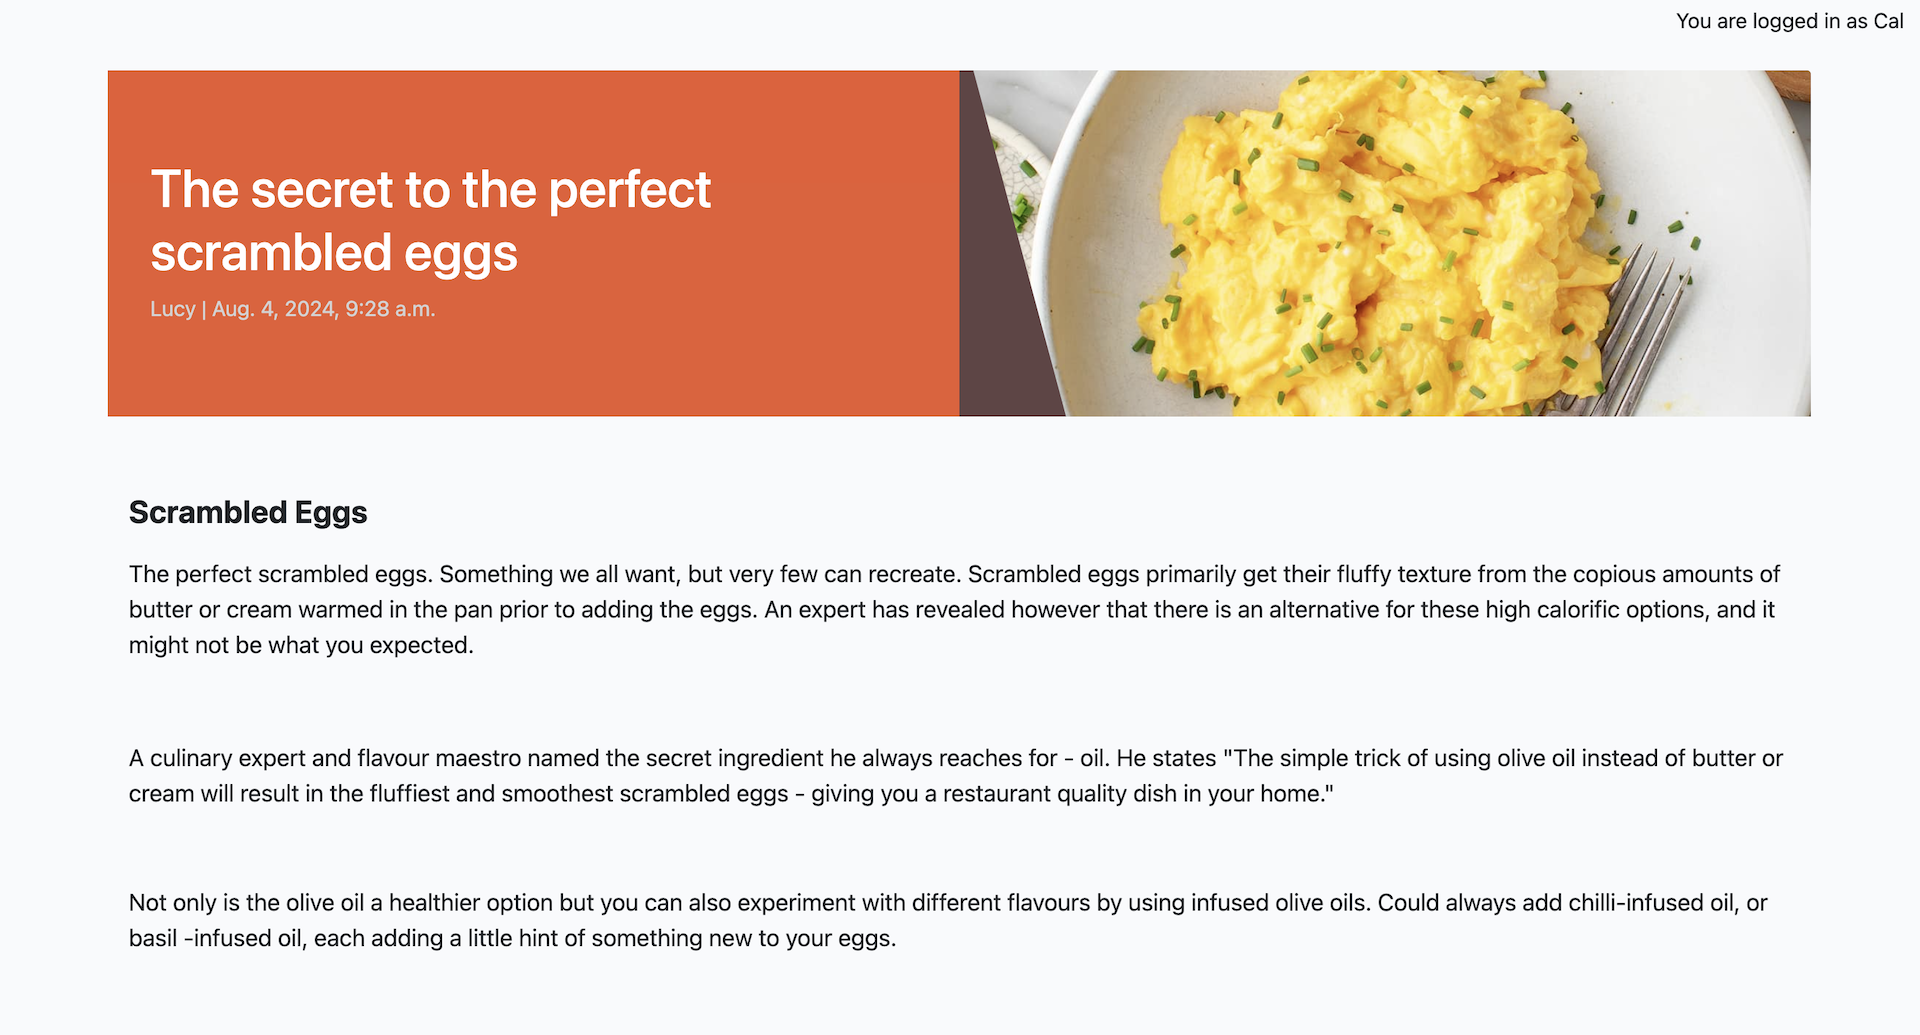 You are logged in as Cal
The secret to the perfect
scrambled eggs
Lucy | Aug. 4, 2024, 9:28 a.m.
Scrambled Eggs
The perfect scrambled eggs. Something we all want, but very few can recreate. Scrambled eggs primarily get their fluffy texture from the copious amounts of
butter or cream warmed in the pan prior to adding the eggs. An expert has revealed however that there is an alternative for these high calorific options, and it
might not be what you expected.
A culinary expert and flavour maestro named the secret ingredient he always reaches for - oil. He states "The simple trick of using olive oil instead of butter or
cream will result in the fluffiest and smoothest scrambled eggs - giving you a restaurant quality dish in your home."
Not only is the olive oil a healthier option but you can also experiment with different flavours by using infused olive oils. Could always add chilli-infused oil, or
basil -infused oil, each adding a little hint of something new to your eggs.